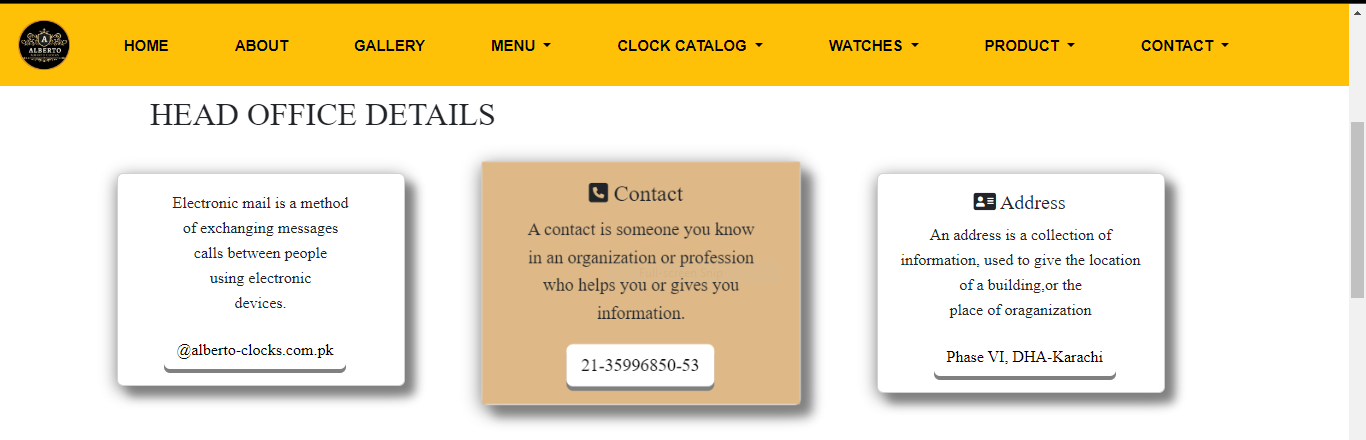 ALBERTO
HOME
ABOUT
GALLERY
MENU
CLOCK CATALOG
WATCHES
PRODUCT
CONTACT
HEAD OFFICE DETAILS
Electronic mail is a method
of exchanging messages
calls between people
using electronic
devices.
@alberto-clocks.com.pk
Contact
A contact is someone you know
in an organization or profession
who helps you or gives you
information.
21-35996850-53
Address
An address is a collection of
information, used to give the location
of a building,or the
place of oraganization
Phase VI, DHA-Karachi